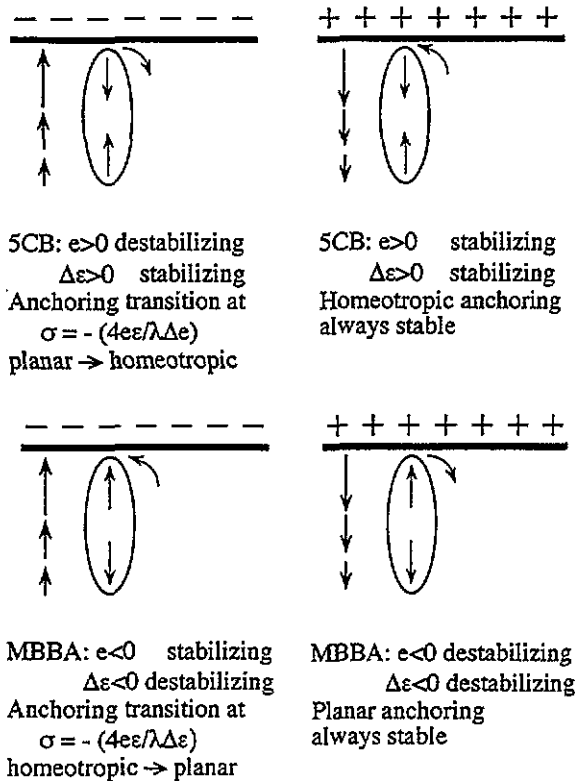 5CB: e>0 destabilizing
Δε>0 stabilizing
Anchoring transition at
σ = - (4eε/λΔe)
planar → homeotropic
5CB: e>0 stabilizing
Δε>0 stabilizing
Homeotropic anchoring
always stable
MBBA: e<0 stabilizing
Δε<0 destabilizing
Anchoring transition at
σ = - (4eε/λΔε)
homeotropic → planar
MBBA: e<0 destabilizing
Δε<0 destabilizing
Planar anchoring
always stable